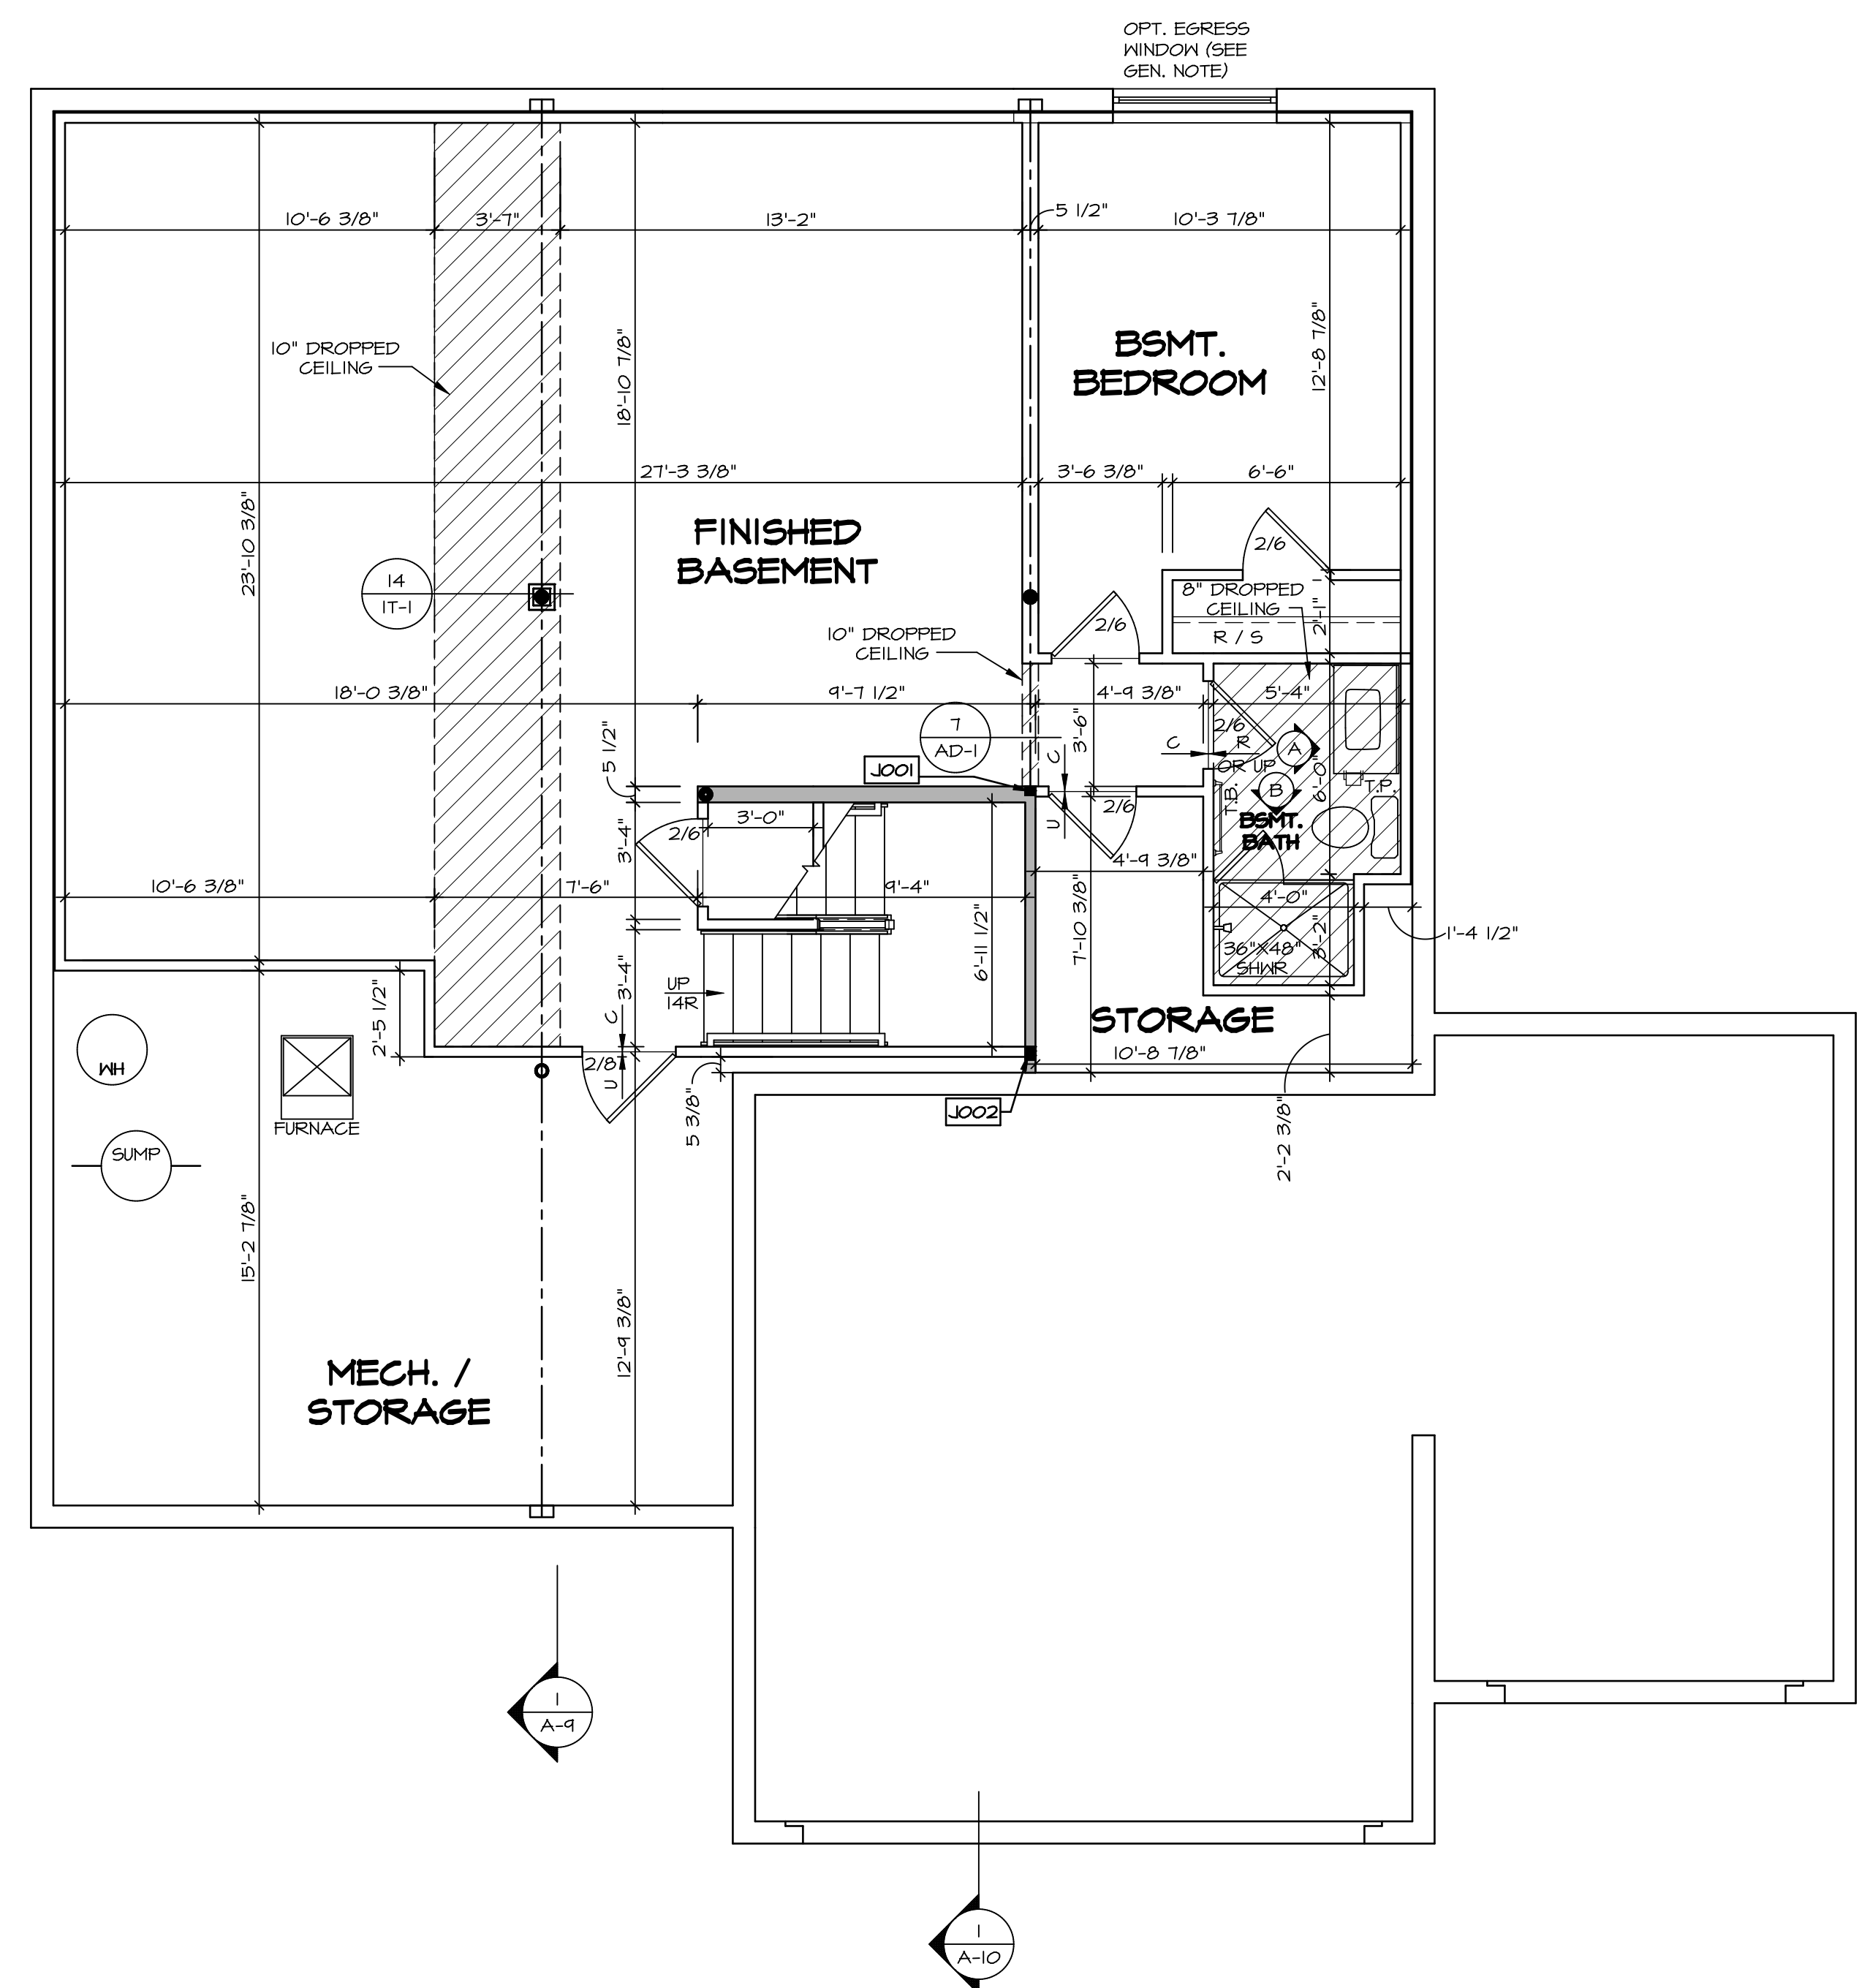 OPT. EGRESS
WINDOW (SEE
GEN. NOTE)
10'-6 3/8"
3'-7"
13'-2"
5 1/2"
10'-3 7/8"
10" DROPPED
CEILING
18'-10 7/8"
BSMT.
BEDROOM
12'-8 7/8"
27'-3 3/8"
3'-6 3/8"
6'-6"
23'-10 3/8"
FINISHED
BASEMENT
2/6
14
IT-1
8" DROPPED
CEILING
2'-1"
R / S
2/6
10" DROPPED
CEILING
18'-0 3/8"
9'-7 1/2"
4'-9 3/8"
5'-4"
7
AD-1
5 1/2"
3'-6"
2/6
C
R
OR UP
A
C
J001
6'-0"
T.P.
T.B.
B
2/6
U
BSMT.
BATH
3'-0"
2/6
3'-4"
4'-9 3/8"
10'-6 3/8"
7'-6"
9'-4"
4'-0"
1'-4 1/2"
6'-11 1/2"
7'-10 3/8"
3'-2"
36"X48"
SHWR
3'-4"
UP
14R
2'-5 1/2"
C
STORAGE
WH
2/8
U
10'-8 7/8"
5 3/8"
J002
2'-2 3/8"
FURNACE
SUMP
15'-2 7/8"
12'-9 3/8"
MECH. /
STORAGE
1
A-9
1
A-10